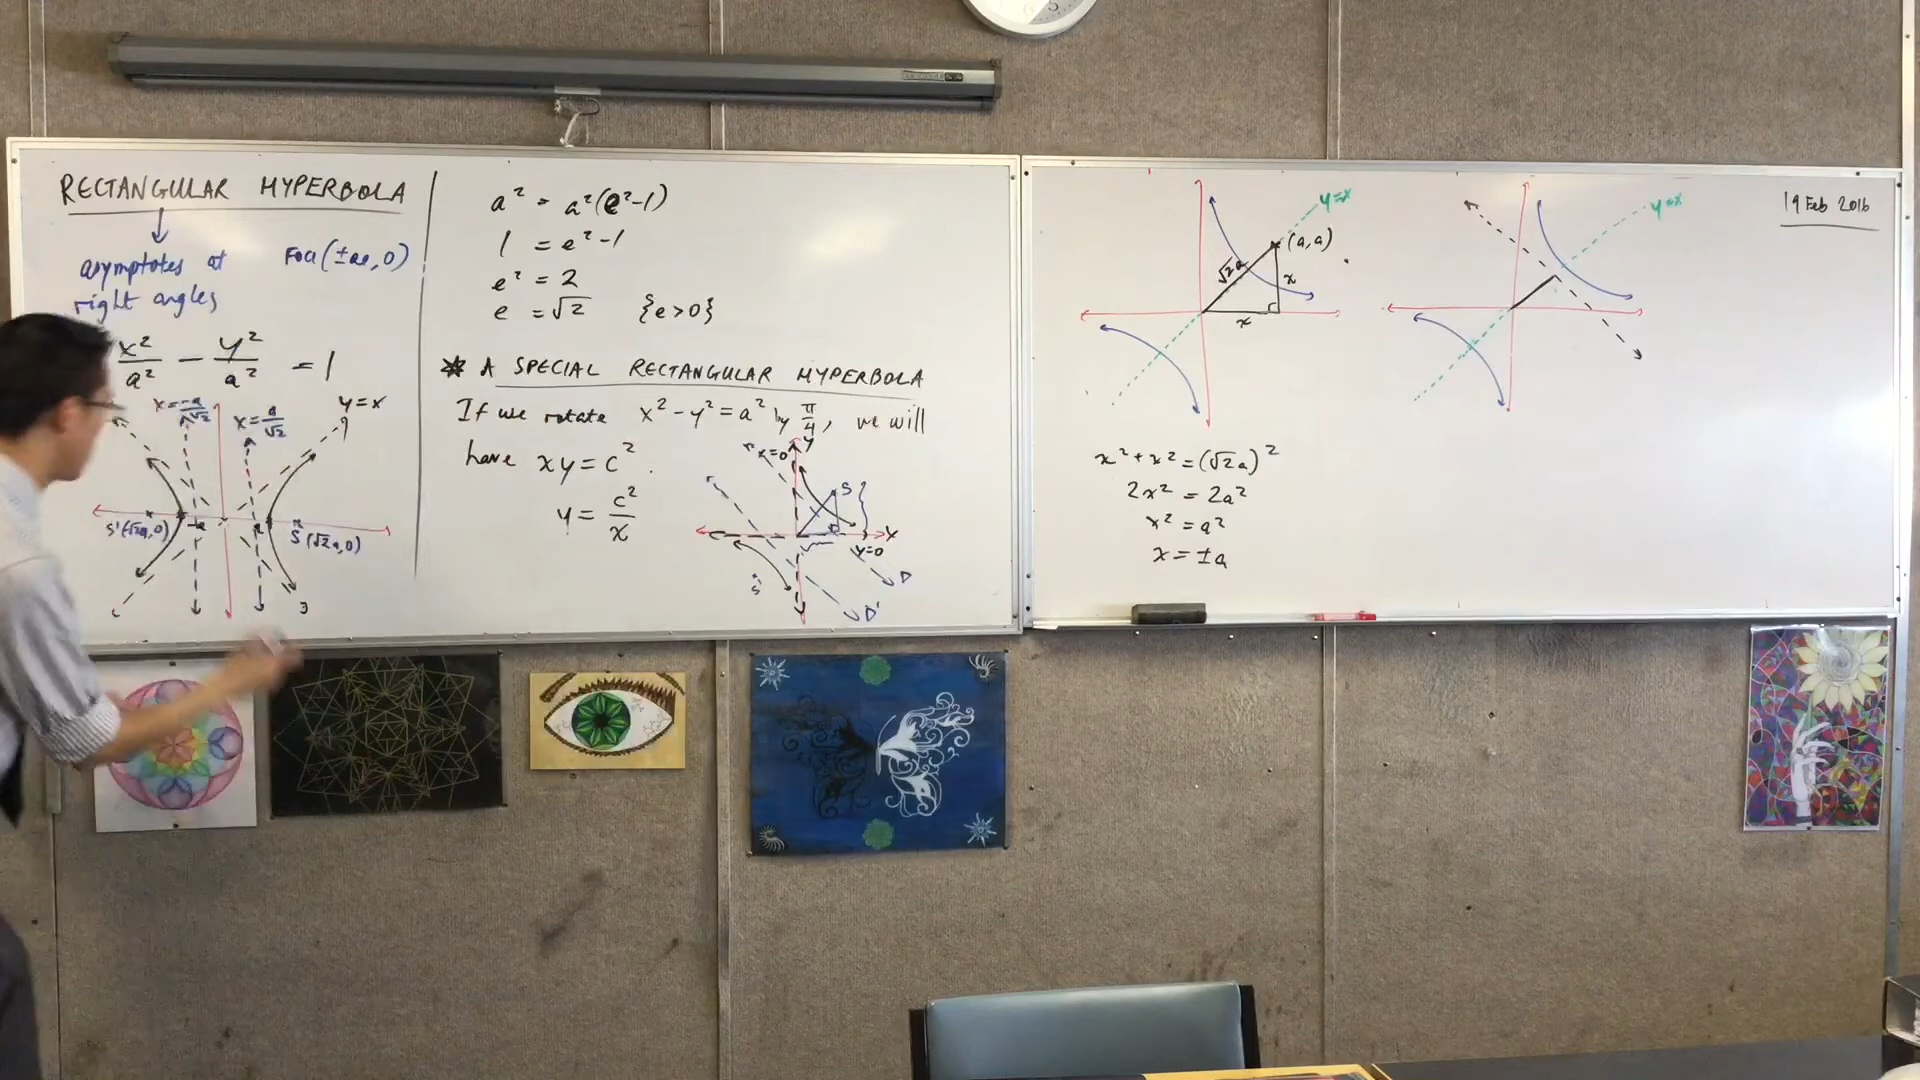 RECTANGULAR HYPERBOLA
asymptotes at
right angles
Foci (±ae, 0)
x²/a² − y²/a² = 1
x = −a/√2
x = a/√2
y=x
S'(√2a, 0)
S(√2a, 0)
a² = a²(e²−1)
1 = e²−1
e² = 2
e = √2 {e>0}
* A SPECIAL RECTANGULAR HYPERBOLA
If we rotate x²−y² = a² by π/4, we will
have xy = c².
y = c²/x
x=0
y
S
x
y=0
S'
D
D'
y=x
(a,a)
√2a
x
x
x² + x² = (√2a)²
2x² = 2a²
x² = a²
x = ±a
y=x
19 Feb 2016